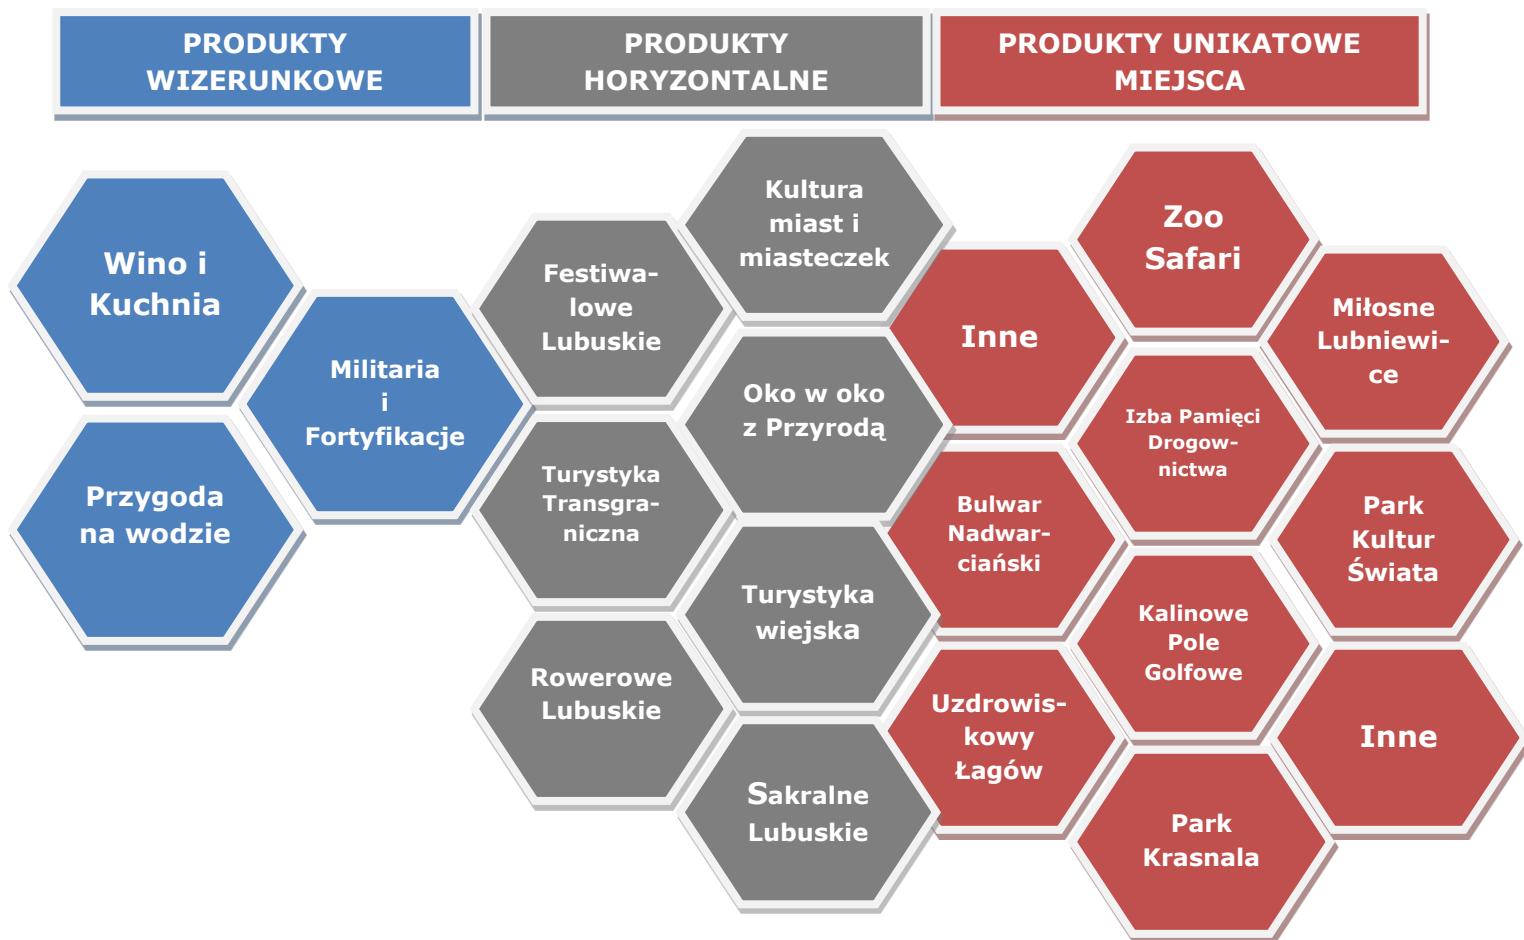 PRODUKTY
WIZERUNKOWE
PRODUKTY
HORYZONTALNE
PRODUKTY UNIKATOWE
MIEJSCA
Wino i
Kuchnia
Militaria
i
Fortyfikacje
Przygoda
na wodzie
Festiwa-
lowe
Lubuskie
Kultura
miast i
miasteczek
Oko w oko
z Przyrodą
Turystyka
Transgra-
niczna
Turystyka
wiejska
Rowerowe
Lubuskie
Sakralne
Lubuskie
Inne
Zoo
Safari
Miłosne
Lubniewi-
ce
Izba Pamięci
Drogow-
nictwa
Bulwar
Nadwar-
ciański
Park
Kultur
Świata
Kalinowe
Pole
Golfowe
Uzdrowis-
kowy
Łagów
Inne
Park
Krasnala